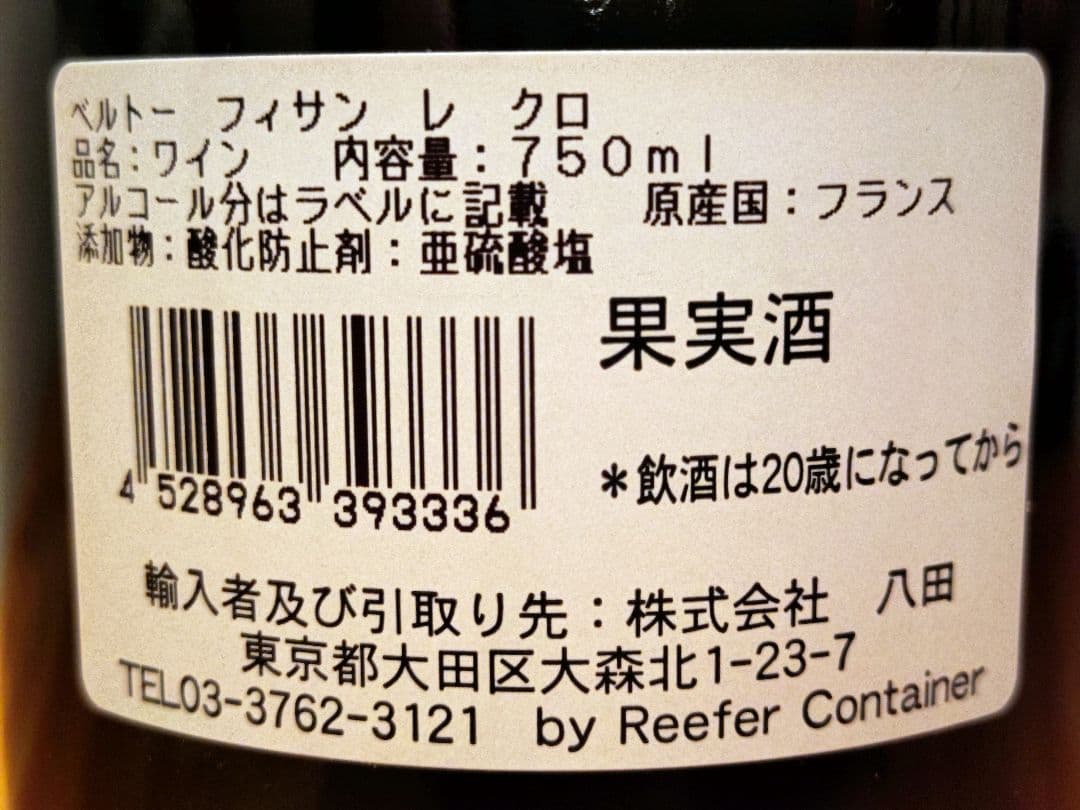 ベルトー　フィサン　レ　クロ
品名：ワイン　　内容量：７５０ｍｌ
アルコール分はラベルに記載　　原産国：フランス
添加物：酸化防止剤：亜硫酸塩
果実酒
＊飲酒は20歳になってから
4 528963 393336
輸入者及び引取り先：株式会社　八田
東京都大田区大森北1-23-7
TEL03-3762-3121　by Reefer Container